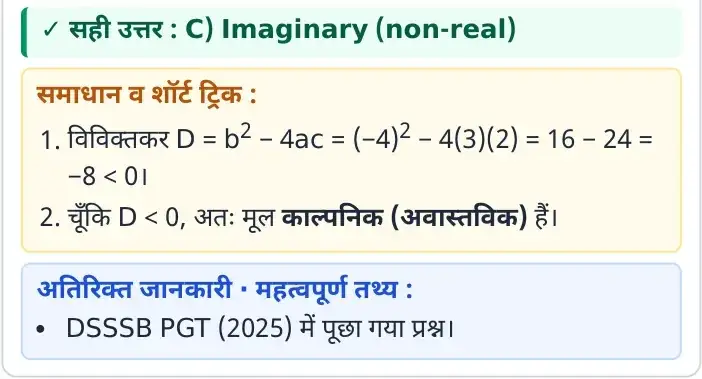 ✓ सही उत्तर : C) Imaginary (non-real)
समाधान व शॉर्ट ट्रिक :
1. विविक्तकर D = b² − 4ac = (−4)² − 4(3)(2) = 16 − 24 =
−8 < 0।
2. चूँकि D < 0, अतः मूल काल्पनिक (अवास्तविक) हैं।
अतिरिक्त जानकारी · महत्वपूर्ण तथ्य :
• DSSSB PGT (2025) में पूछा गया प्रश्न।